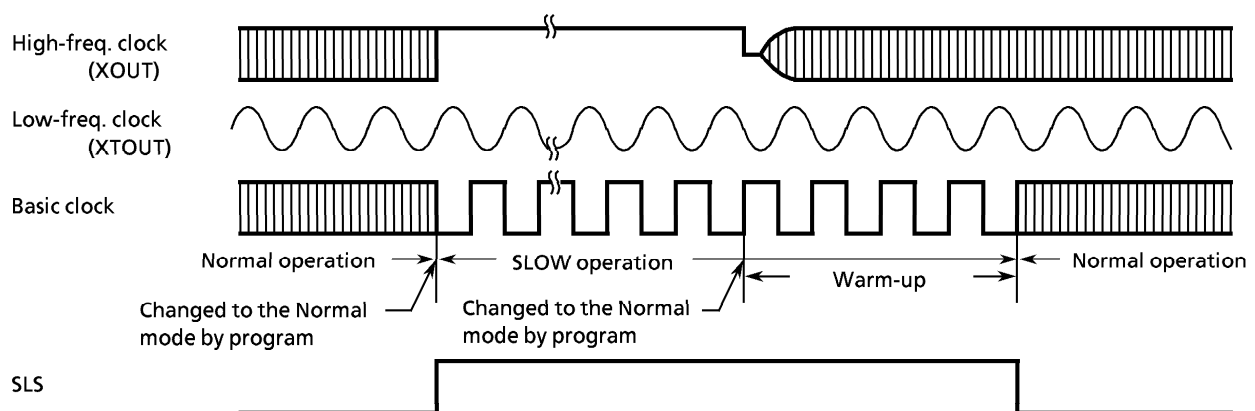 High-freq. clock
(XOUT)
Low-freq. clock
(XTOUT)
Basic clock
Normal operation
SLOW operation
Normal operation
Warm-up
Changed to the Normal
mode by program
Changed to the Normal
mode by program
SLS